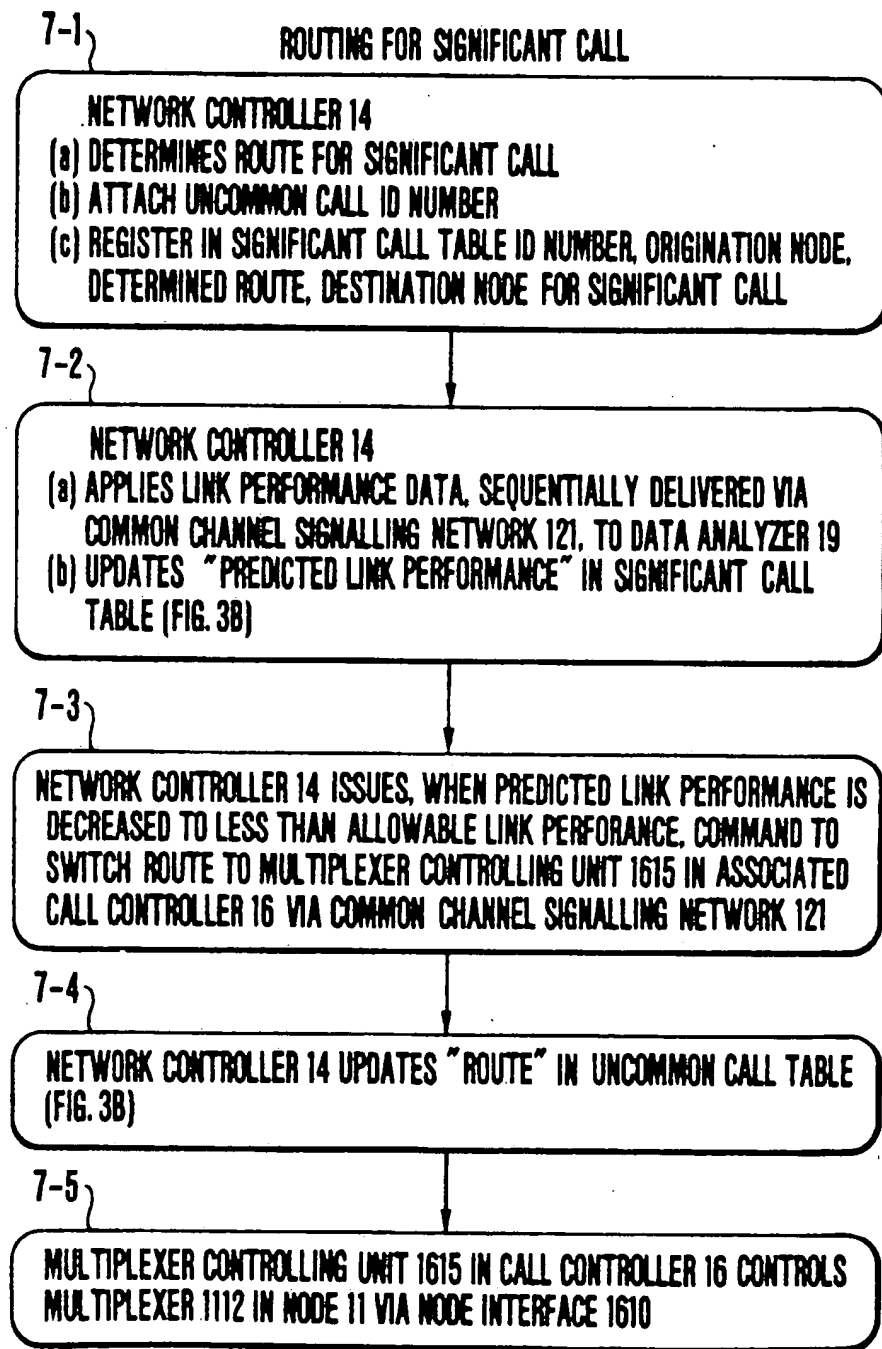 7-1
ROUTING FOR SIGNIFICANT CALL
NETWORK CONTROLLER 14
(a) DETERMINES ROUTE FOR SIGNIFICANT CALL
(b) ATTACH UNCOMMON CALL ID NUMBER
(c) REGISTER IN SIGNIFICANT CALL TABLE ID NUMBER, ORIGINATION NODE,
DETERMINED ROUTE, DESTINATION NODE FOR SIGNIFICANT CALL
7-2
NETWORK CONTROLLER 14
(a) APPLIES LINK PERFORMANCE DATA, SEQUENTIALLY DELIVERED VIA
COMMON CHANNEL SIGNALLING NETWORK 121, TO DATA ANALYZER 19
(b) UPDATES "PREDICTED LINK PERFORMANCE" IN SIGNIFICANT CALL
TABLE (FIG. 3B)
7-3
NETWORK CONTROLLER 14 ISSUES, WHEN PREDICTED LINK PERFORMANCE IS
DECREASED TO LESS THAN ALLOWABLE LINK PERFORANCE, COMMAND TO
SWITCH ROUTE TO MULTIPLEXER CONTROLLING UNIT 1615 IN ASSOCIATED
CALL CONTROLLER 16 VIA COMMON CHANNEL SIGNALLING NETWORK 121
7-4
NETWORK CONTROLLER 14 UPDATES "ROUTE" IN UNCOMMON CALL TABLE
(FIG. 3B)
7-5
MULTIPLEXER CONTROLLING UNIT 1615 IN CALL CONTROLLER 16 CONTROLS
MULTIPLEXER 1112 IN NODE 11 VIA NODE INTERFACE 1610